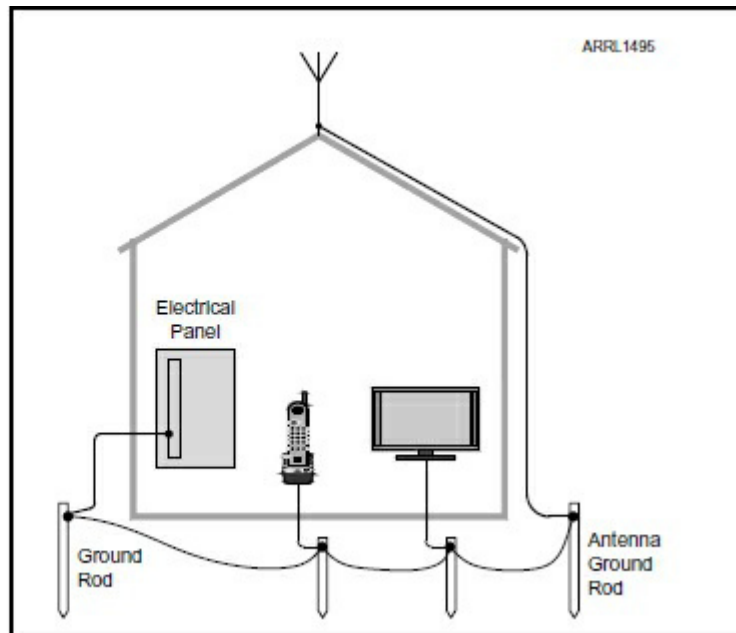 ARRL1495
Electrical
Panel
Ground
Rod
Antenna
Ground
Rod